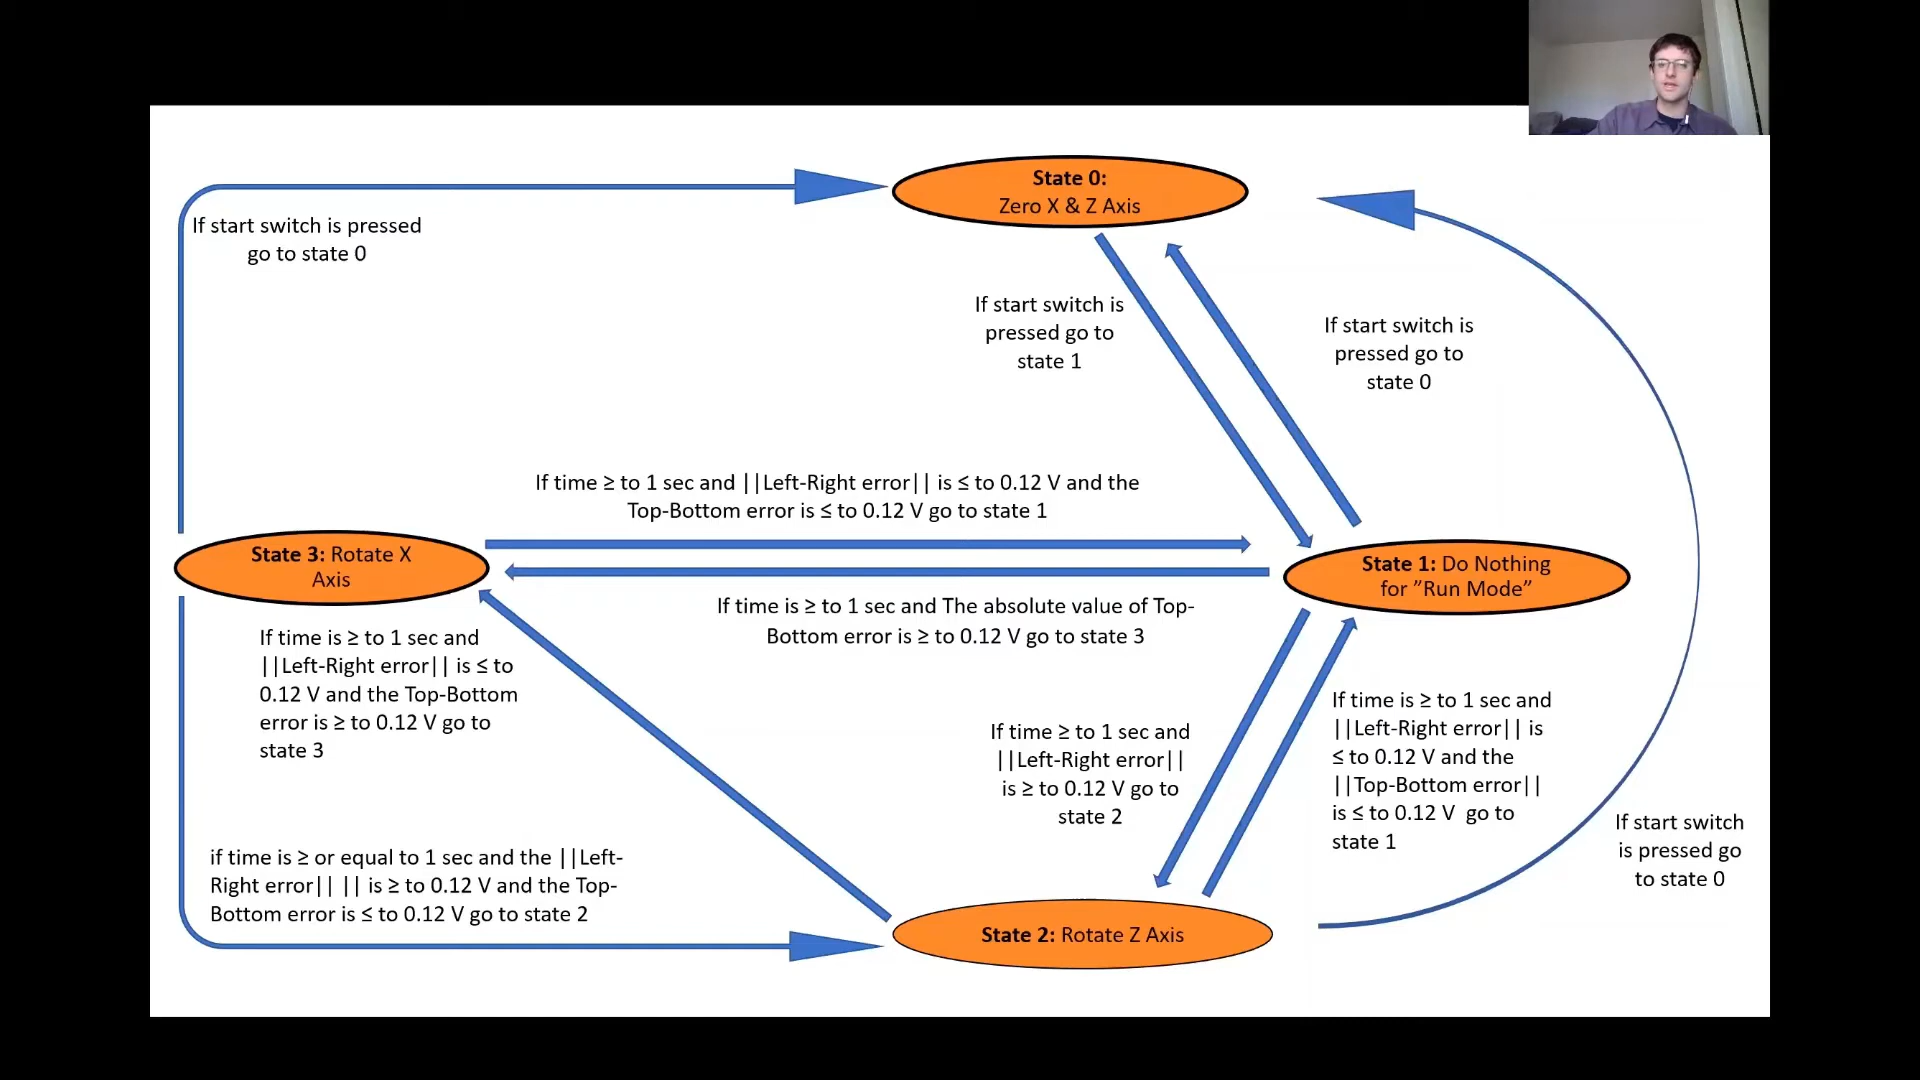 State 0:
Zero X & Z Axis
If start switch is pressed
go to state 0
If start switch is
pressed go to
state 1
If start switch is
pressed go to
state 0
If time ≥ to 1 sec and ||Left-Right error|| is ≤ to 0.12 V and the
Top-Bottom error is ≤ to 0.12 V go to state 1
State 3: Rotate X
Axis
State 1: Do Nothing
for ”Run Mode”
If time is ≥ to 1 sec and The absolute value of Top-
Bottom error is ≥ to 0.12 V go to state 3
If time is ≥ to 1 sec and
||Left-Right error|| is ≤ to
0.12 V and the Top-Bottom
error is ≥ to 0.12 V go to
state 3
If time ≥ to 1 sec and
||Left-Right error||
is ≥ to 0.12 V go to
state 2
If time is ≥ to 1 sec and
||Left-Right error|| is
≤ to 0.12 V and the
||Top-Bottom error||
is ≤ to 0.12 V  go to
state 1
If start switch
is pressed go
to state 0
if time is ≥ or equal to 1 sec and the ||Left-
Right error|| || is ≥ to 0.12 V and the Top-
Bottom error is ≤ to 0.12 V go to state 2
State 2: Rotate Z Axis